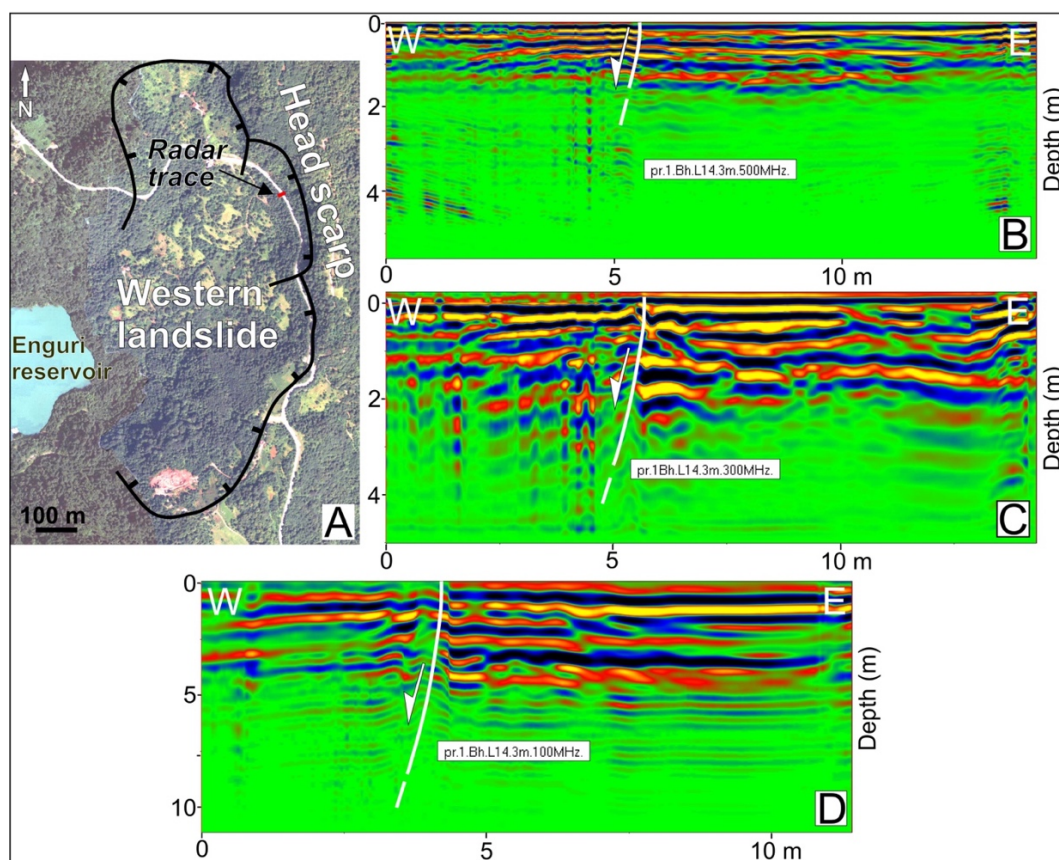 N
Radar
trace
Head scarp
Western
landslide
Enguri
reservoir
100 m
A
0
2
4
W
E
pr.1.Bh.L14.3m.500MHz.
Depth (m)
B
0
5
10 m
0
2
4
W
E
pr.1Bh.L14.3m.300MHz.
Depth (m)
C
0
5
10 m
0
5
10
W
E
pr.1.Bh.L14.3m.100MHz.
Depth (m)
D
0
5
10 m